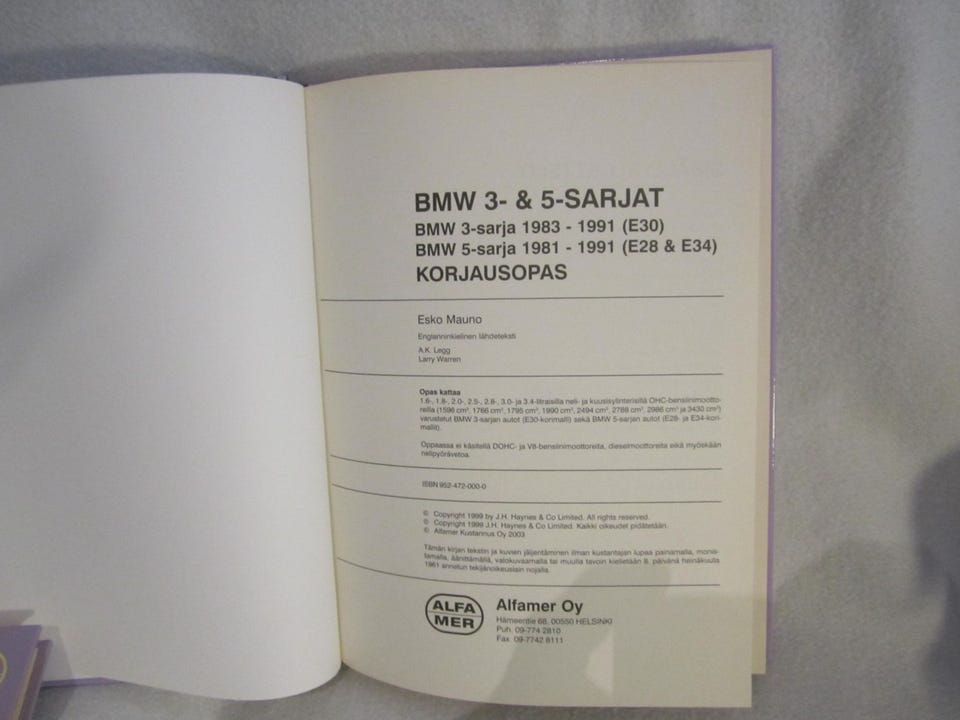 BMW 3- & 5-SARJAT
BMW 3-sarja 1983 - 1991 (E30)
BMW 5-sarja 1981 - 1991 (E28 & E34)
KORJAUSOPAS
Esko Mauno
Englanninkielinen lähdeteksti
A.K. Legg
Larry Warren
Opas kattaa
1.6-, 1.8-, 2.0-, 2.5-, 2.8-, 3.0- ja 3.4-litraisilla neli- ja kuusisylinterisillä OHC-bensiinimootto-
reilla (1596 cm³, 1766 cm³, 1795 cm³, 1990 cm³, 2494 cm³, 2788 cm³, 2986 cm³ ja 3430 cm³)
varustetut BMW 3-sarjan autot (E30-korimalli) sekä BMW 5-sarjan autot (E28- ja E34-kori-
mallit).
Oppaassa ei käsitellä DOHC- ja V8-bensiinimoottoreita, dieselmoottoreita eikä myöskään
nelipyörävetoa.
ISBN 952-472-000-0
© Copyright 1999 by J.H. Haynes & Co Limited. All rights reserved.
© Copyright 1999 J.H. Haynes & Co Limited. Kaikki oikeudet pidätetään.
© Alfamer Kustannus Oy 2003
Tämän kirjan tekstin ja kuvien jäljentäminen ilman kustantajan lupaa painamalla, monis-
tamalla, äänittämällä, valokuvaamalla tai muulla tavoin kielletään 8. päivänä heinäkuuta
1961 annetun tekijänoikeuslain nojalla.
ALFA
MER
Alfamer Oy
Hämeentie 68, 00550 HELSINKI
Puh. 09-774 2810
Fax 09-7742 8111